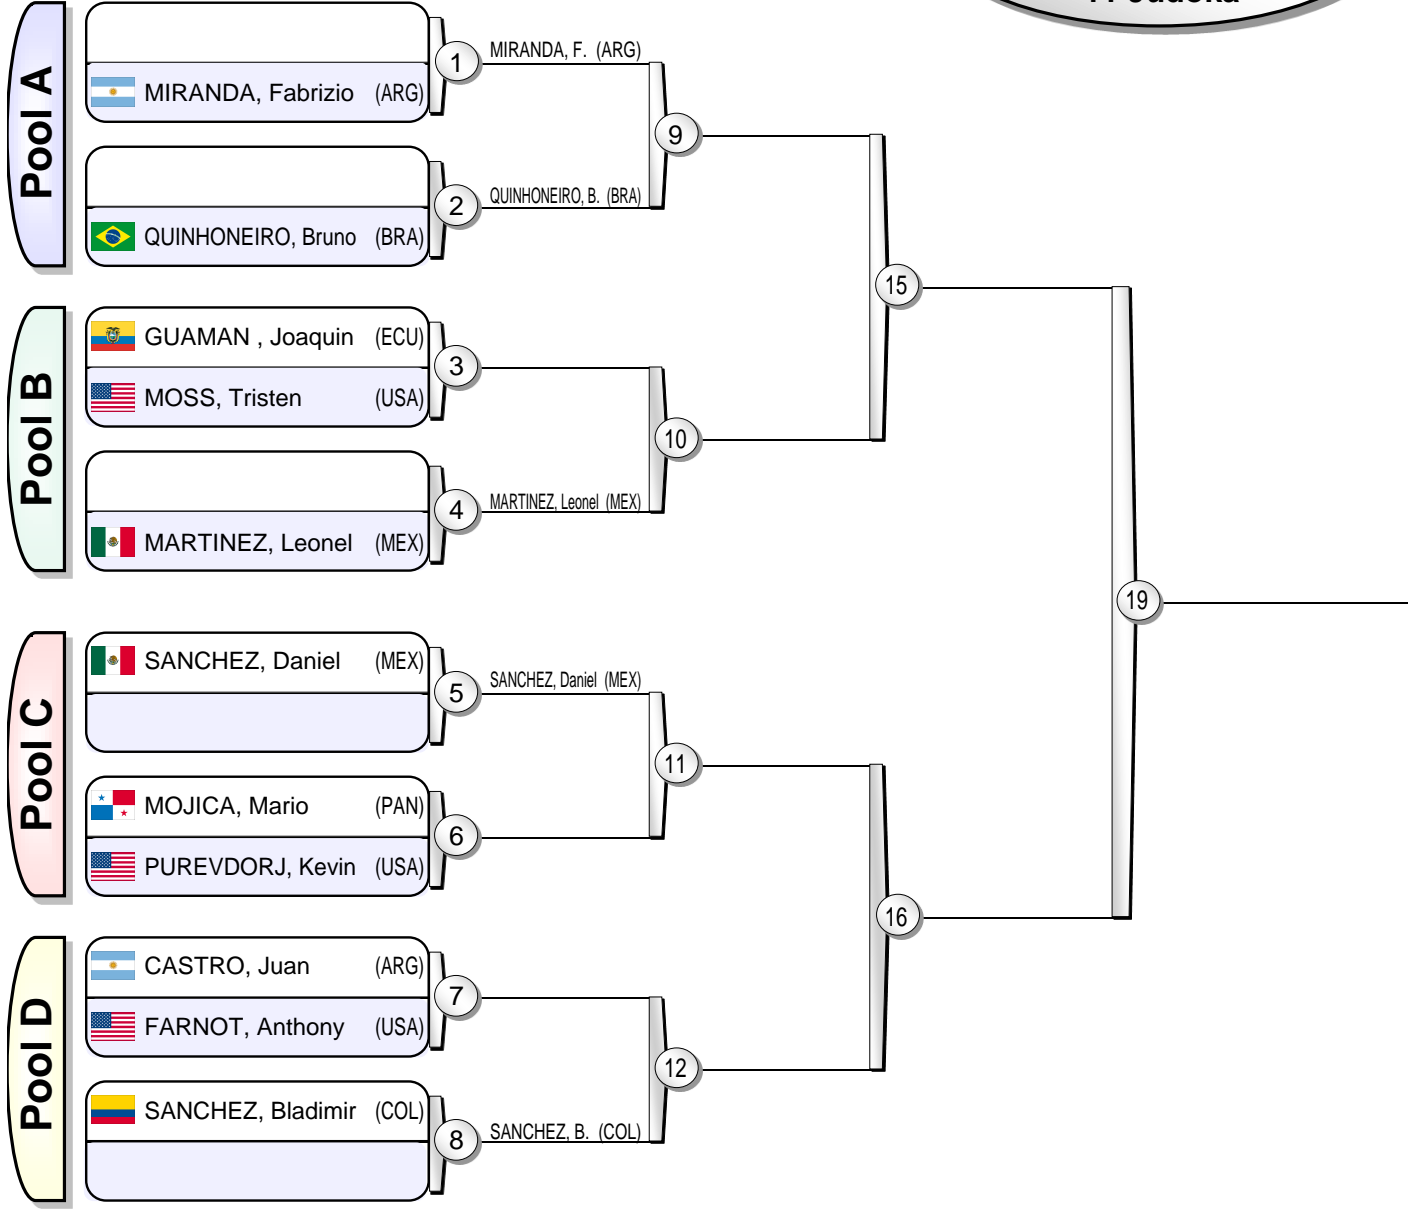 Pool A
MIRANDA, Fabrizio (ARG)
1
MIRANDA, F. (ARG)
QUINHONEIRO, Bruno (BRA)
2
QUINHONEIRO, B. (BRA)
9
Pool B
GUAMAN , Joaquin (ECU)
MOSS, Tristen (USA)
3
MARTINEZ, Leonel (MEX)
4
MARTINEZ, Leonel (MEX)
10
15
Pool C
SANCHEZ, Daniel (MEX)
5
SANCHEZ, Daniel (MEX)
MOJICA, Mario (PAN)
PUREVDORJ, Kevin (USA)
6
11
Pool D
CASTRO, Juan (ARG)
FARNOT, Anthony (USA)
7
SANCHEZ, Bladimir (COL)
8
SANCHEZ, B. (COL)
12
16
19